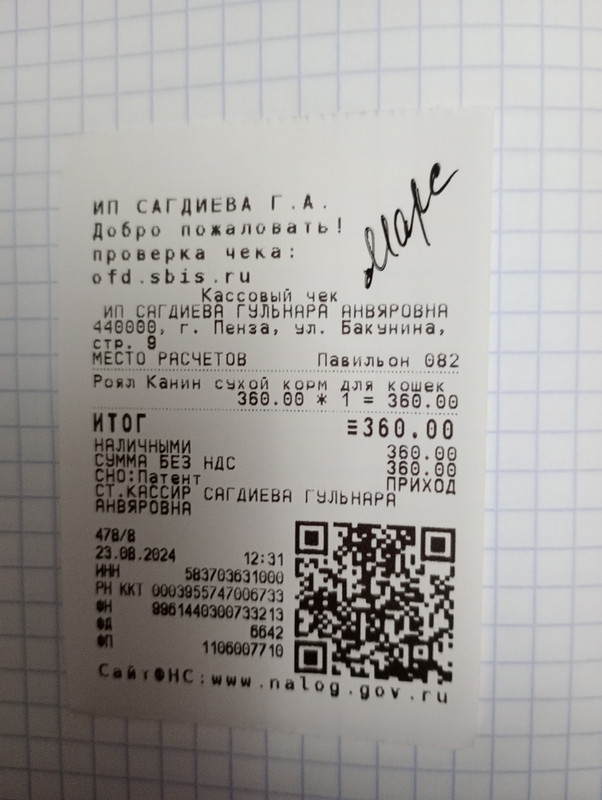 ИП САГДИЕВА Г.А.
Добро пожаловать!
проверка чека:
ofd.sbis.ru
Марс
Кассовый чек
ИП САГДИЕВА ГУЛЬНАРА АНВЯРОВНА
440000, г. Пенза, ул. Бакунина,
стр. 9
МЕСТО РАСЧЕТОВ Павильон 082
Роял Канин сухой корм для кошек
360.00 * 1 = 360.00
ИТОГ ≡360.00
НАЛИЧНЫМИ 360.00
СУММА БЕЗ НДС 360.00
СНО:Патент ПРИХОД
СТ.КАССИР САГДИЕВА ГУЛЬНАРА
АНВЯРОВНА
478/8
23.08.2024 12:31
ИНН 583703631000
РН ККТ 0003955747006733
ФН 9961440300733213
ФД 6642
ФП 1106007710
СайтФНС:www.nalog.gov.ru